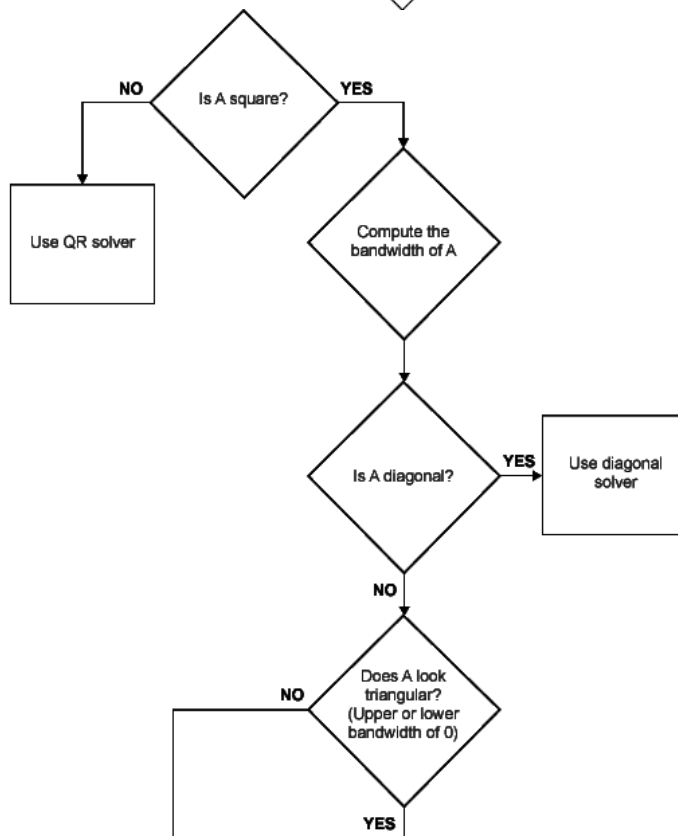 NO
Is A square?
YES
Use QR solver
Compute the
bandwidth of A
Is A diagonal?
YES
Use diagonal
solver
NO
Does A look
triangular?
(Upper or lower
bandwidth of 0)
NO
YES